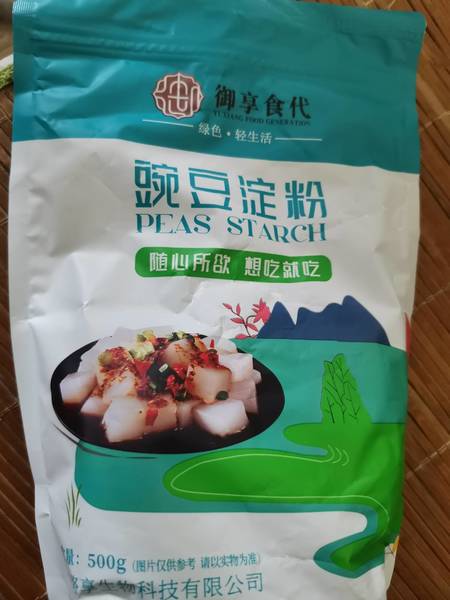 御享食代
YUXIANG FOOD GENERATION
绿色·轻生活
豌豆淀粉
PEAS STARCH
随心所欲 想吃就吃
量: 500g (图片仅供参考 请以实物为准)
享生物科技有限公司